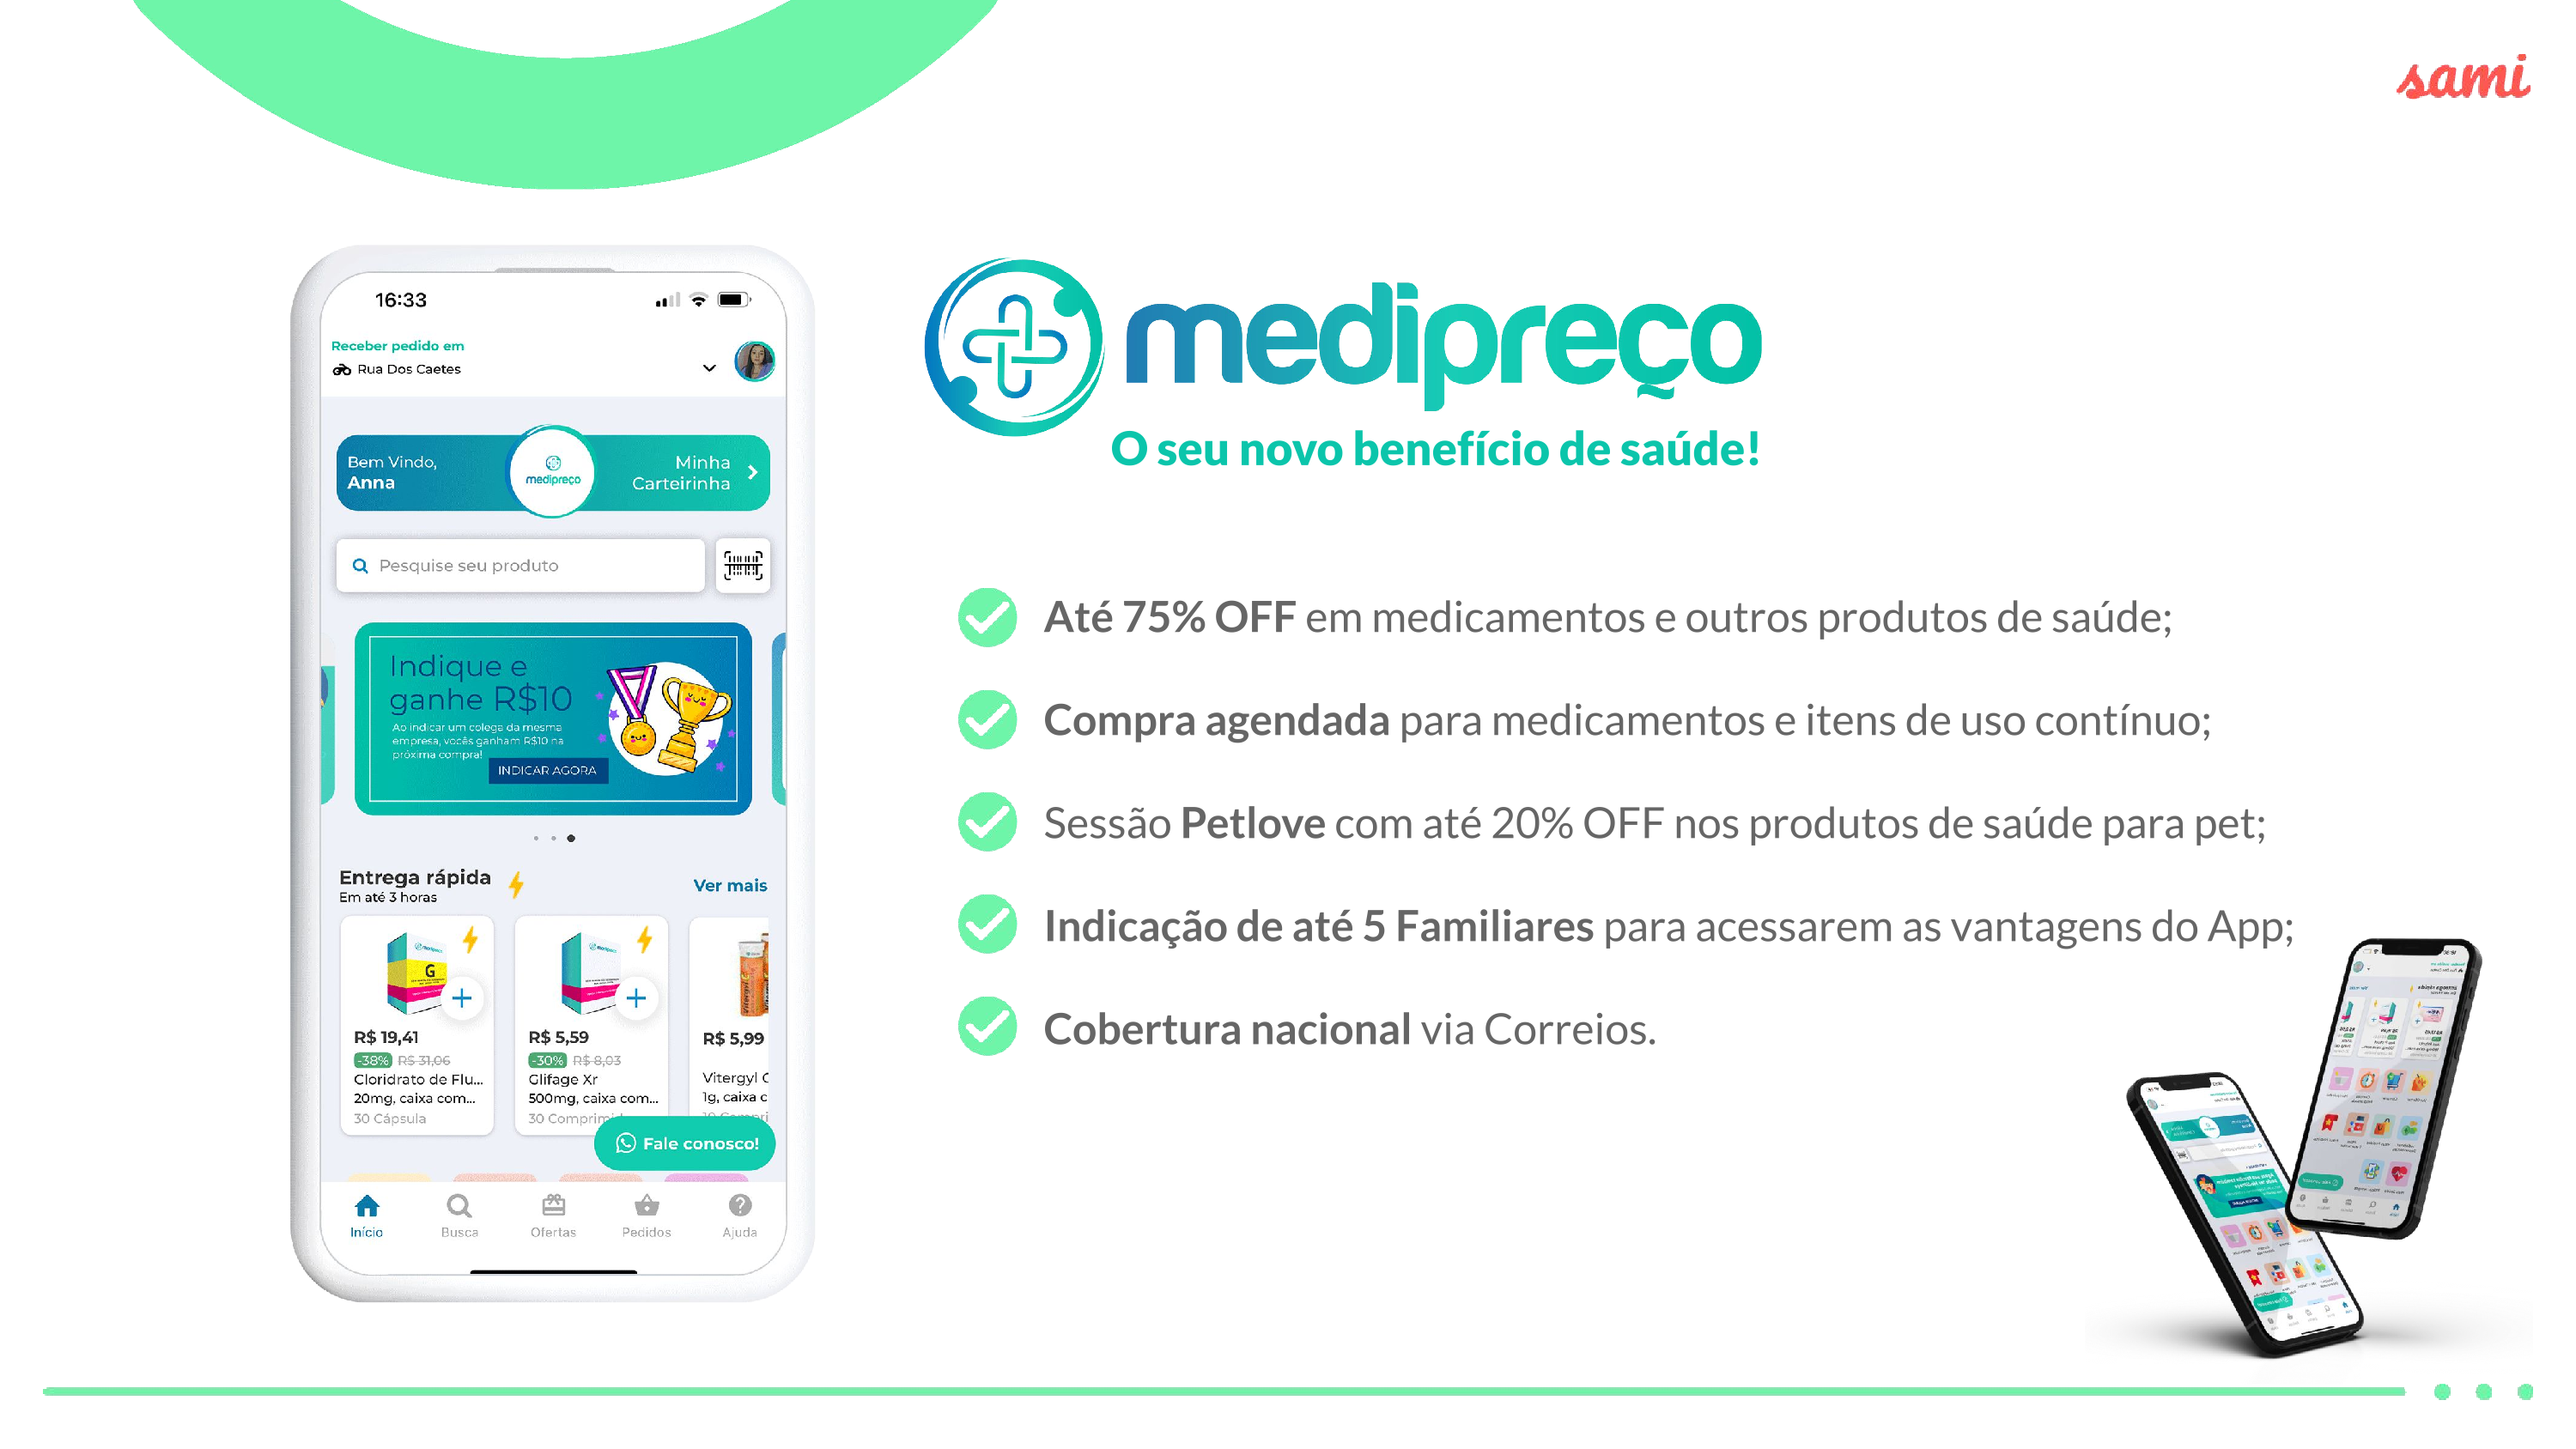 sami
16:33
Receber pedido em
Rua Dos Caetes
Bem Vindo,
Anna
medipreço
Minha
Carteirinha
Pesquise seu produto
Indique e
ganhe R$10
Ao indicar um colega da mesma
empresa, vocês ganham R$10 na
próxima compra!
INDICAR AGORA
Entrega rápida
Em até 3 horas
Ver mais
G
R$ 19,41
-38% R$ 31,06
Cloridrato de Flu...
20mg, caixa com...
30 Cápsula
R$ 5,59
-30% R$ 8,03
Glifage Xr
500mg, caixa com...
30 Comprimi
R$ 5,99
Vitergyl C
1g, caixa c
Fale conosco!
Início
Busca
Ofertas
Pedidos
Ajuda
medipreço
O seu novo benefício de saúde!
Até 75% OFF em medicamentos e outros produtos de saúde;
Compra agendada para medicamentos e itens de uso contínuo;
Sessão Petlove com até 20% OFF nos produtos de saúde para pet;
Indicação de até 5 Familiares para acessarem as vantagens do App;
Cobertura nacional via Correios.